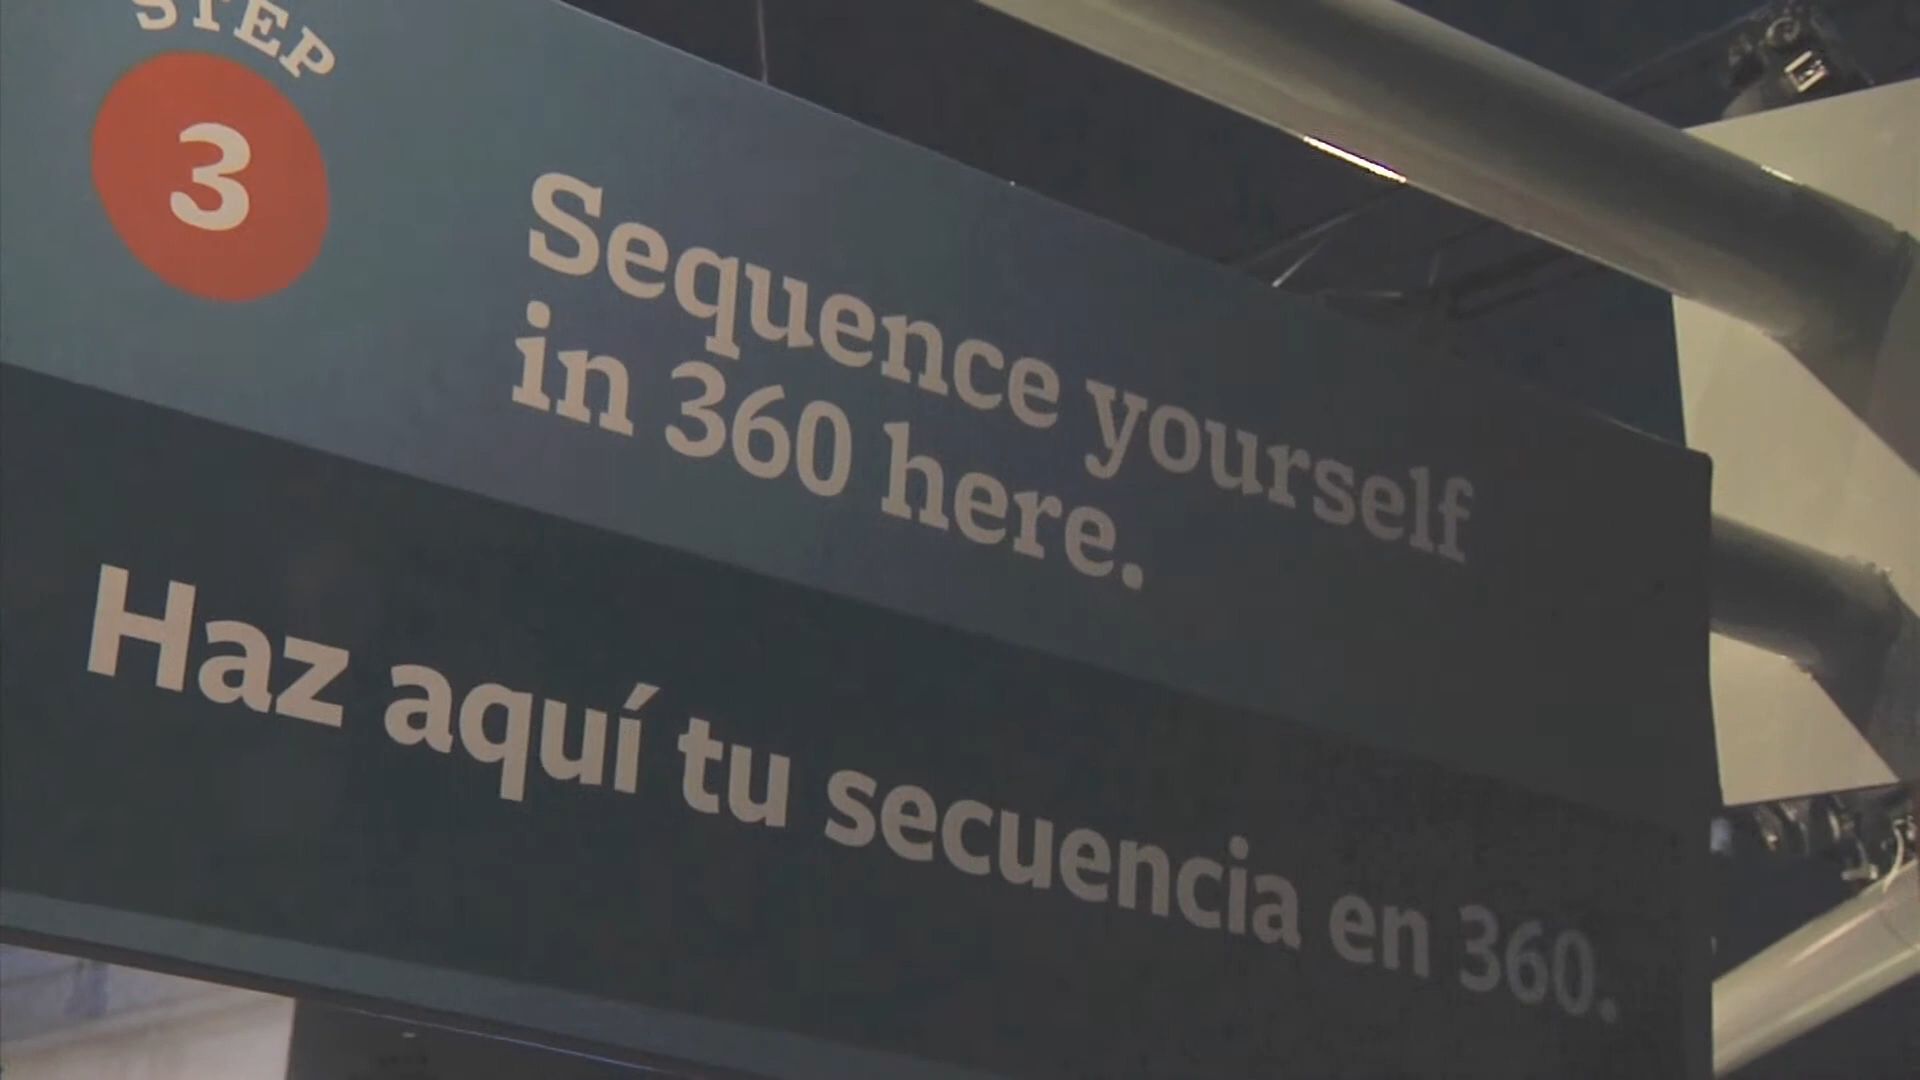 STEP
3
Sequence yourself
in 360 here.
Haz aquí tu secuencia en 360.